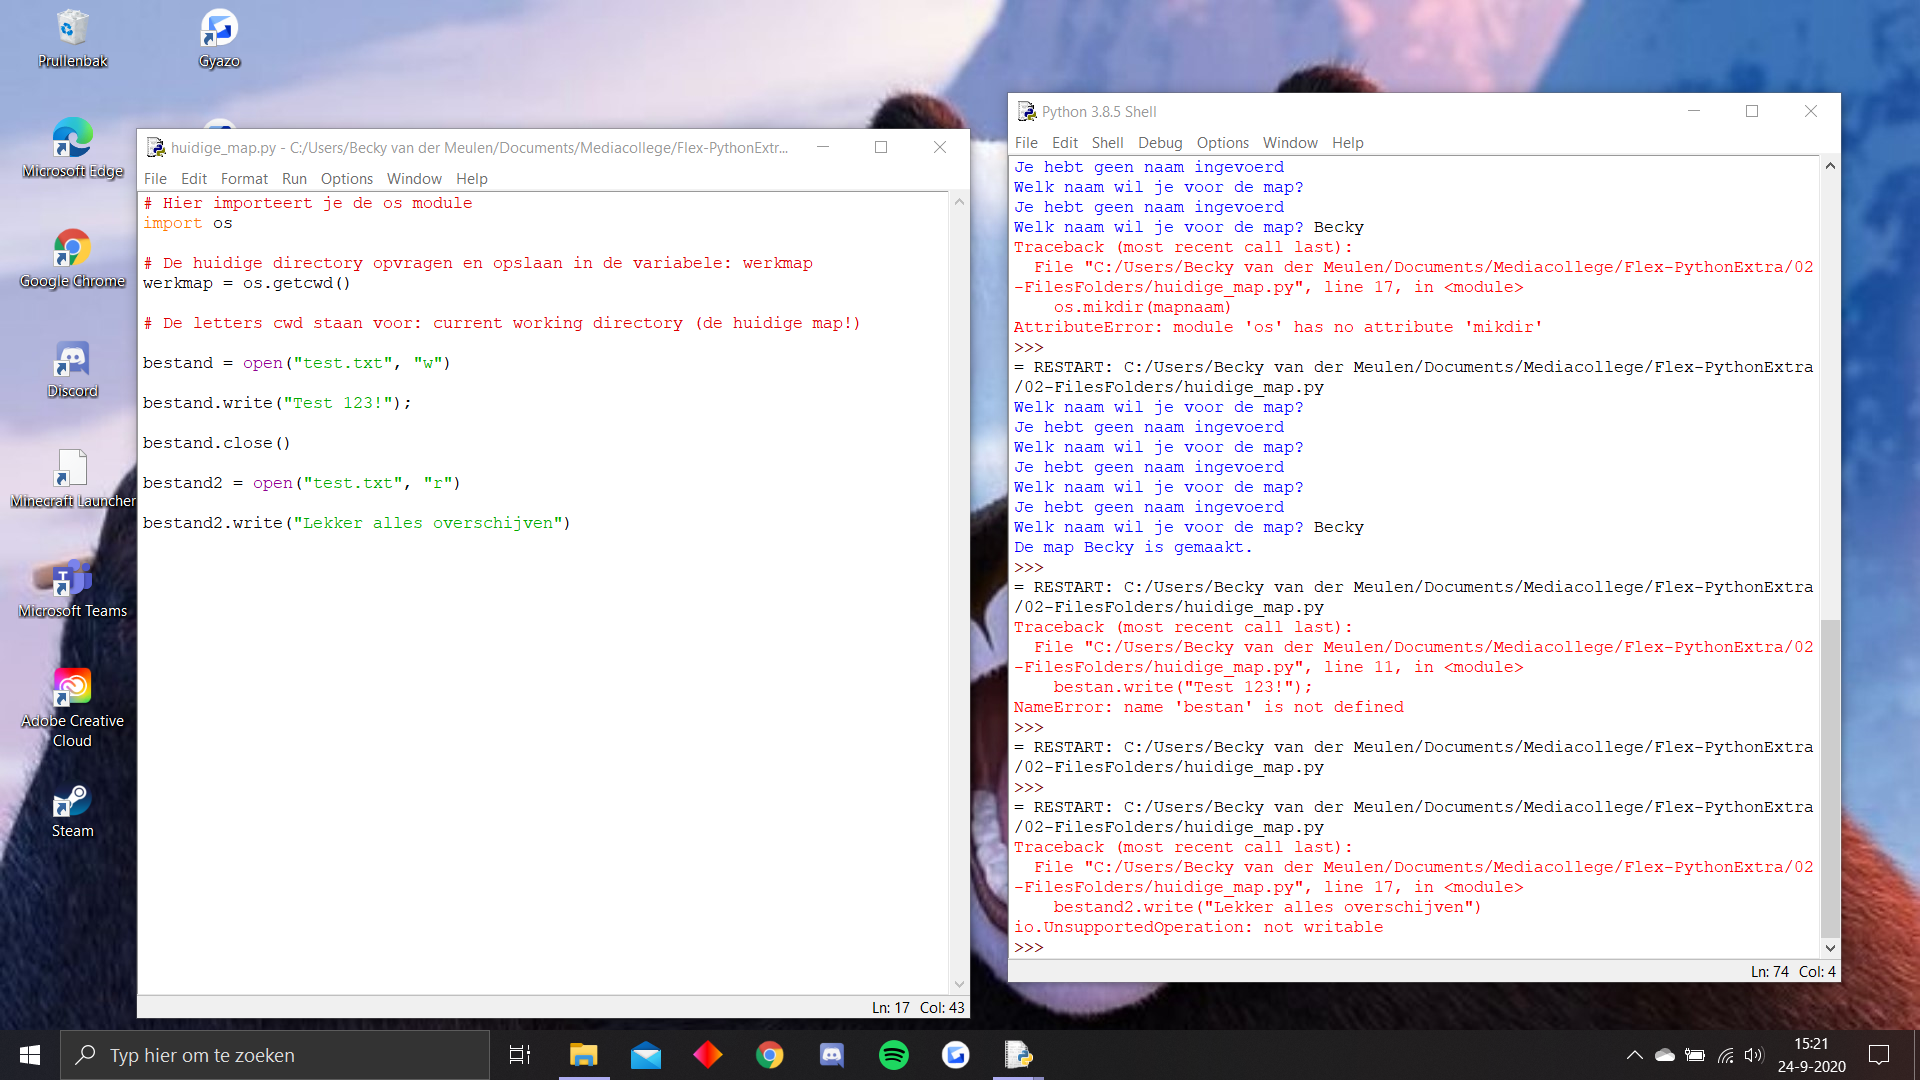 Prullenbak
Gyazo
Microsoft Edge
Google Chrome
Discord
Minecraft Launcher
Microsoft Teams
Adobe Creative
Cloud
Steam
huidige_map.py - C:/Users/Becky van der Meulen/Documents/Mediacollege/Flex-PythonExtr...
File Edit Format Run Options Window Help
# Hier importeert je de os module
import os
# De huidige directory opvragen en opslaan in de variabele: werkmap
werkmap = os.getcwd()
# De letters cwd staan voor: current working directory (de huidige map!)
bestand = open("test.txt", "w")
bestand.write("Test 123!");
bestand.close()
bestand2 = open("test.txt", "r")
bestand2.write("Lekker alles overschijven")
Ln: 17 Col: 43
Python 3.8.5 Shell
File Edit Shell Debug Options Window Help
Je hebt geen naam ingevoerd
Welk naam wil je voor de map?
Je hebt geen naam ingevoerd
Welk naam wil je voor de map? Becky
Traceback (most recent call last):
File "C:/Users/Becky van der Meulen/Documents/Mediacollege/Flex-PythonExtra/02
-FilesFolders/huidige_map.py", line 17, in <module>
os.mikdir(mapnaam)
AttributeError: module 'os' has no attribute 'mikdir'
>>>
= RESTART: C:/Users/Becky van der Meulen/Documents/Mediacollege/Flex-PythonExtra
/02-FilesFolders/huidige_map.py
Welk naam wil je voor de map?
Je hebt geen naam ingevoerd
Welk naam wil je voor de map?
Je hebt geen naam ingevoerd
Welk naam wil je voor de map?
Je hebt geen naam ingevoerd
Welk naam wil je voor de map? Becky
De map Becky is gemaakt.
>>>
= RESTART: C:/Users/Becky van der Meulen/Documents/Mediacollege/Flex-PythonExtra
/02-FilesFolders/huidige_map.py
Traceback (most recent call last):
File "C:/Users/Becky van der Meulen/Documents/Mediacollege/Flex-PythonExtra/02
-FilesFolders/huidige_map.py", line 11, in <module>
bestan.write("Test 123!");
NameError: name 'bestan' is not defined
>>>
= RESTART: C:/Users/Becky van der Meulen/Documents/Mediacollege/Flex-PythonExtra
/02-FilesFolders/huidige_map.py
>>>
= RESTART: C:/Users/Becky van der Meulen/Documents/Mediacollege/Flex-PythonExtra
/02-FilesFolders/huidige_map.py
Traceback (most recent call last):
File "C:/Users/Becky van der Meulen/Documents/Mediacollege/Flex-PythonExtra/02
-FilesFolders/huidige_map.py", line 17, in <module>
bestand2.write("Lekker alles overschijven")
io.UnsupportedOperation: not writable
>>>
Ln: 74 Col: 4
Typ hier om te zoeken
15:21
24-9-2020